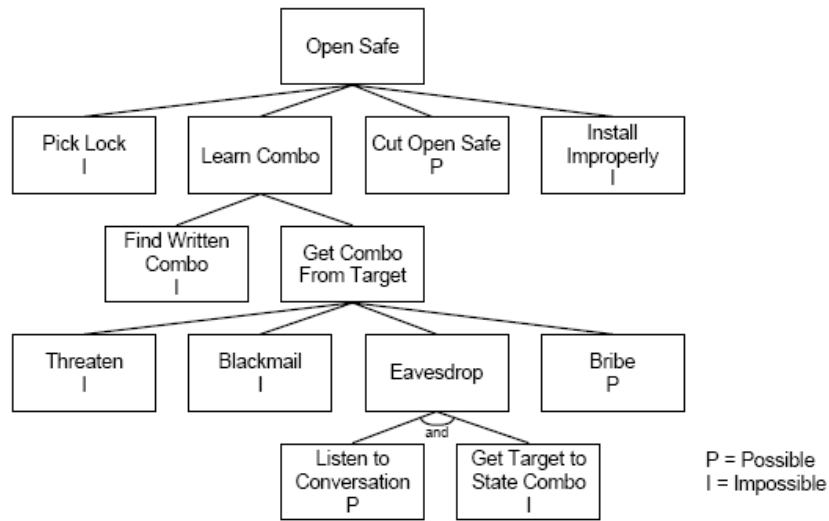 Open Safe
Pick Lock
I
Learn Combo
Cut Open Safe
P
Install
Improperly
I
Find Written
Combo
I
Get Combo
From Target
Threaten
I
Blackmail
I
Eavesdrop
Bribe
P
and
Listen to
Conversation
P
Get Target to
State Combo
I
P = Possible
I = Impossible